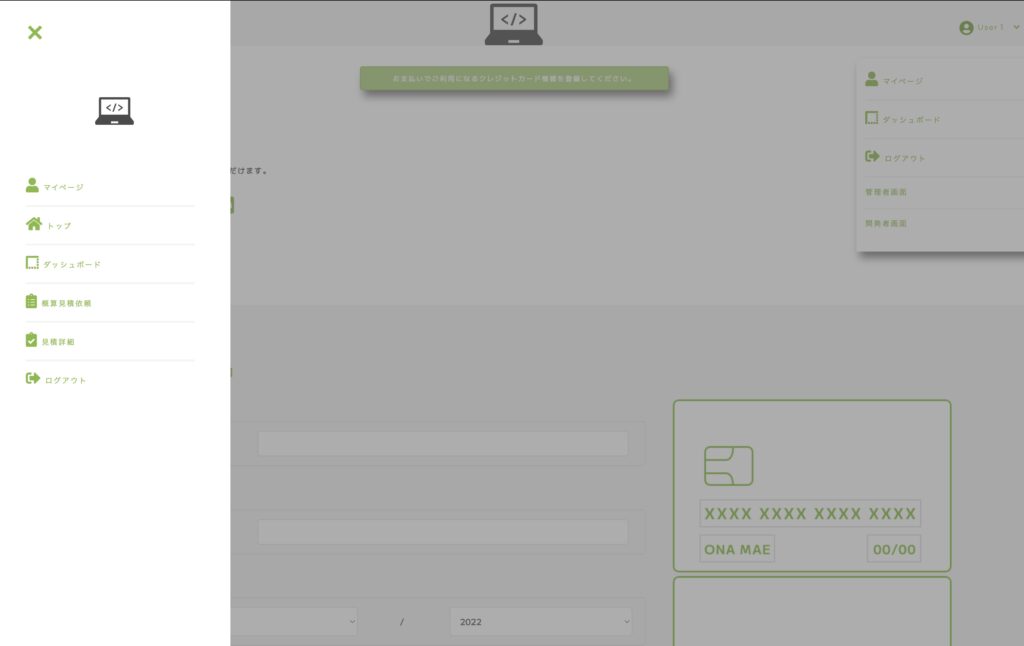 </>
User 1
お支払いでご利用になるクレジットカード情報を登録してください。
</>
マイページ
トップ
ダッシュボード
概算見積依頼
見積詳細
ログアウト
だけます。
マイページ
ダッシュボード
ログアウト
管理者画面
開発者画面
XXXX XXXX XXXX XXXX
ONA MAE
00/00
/
2022